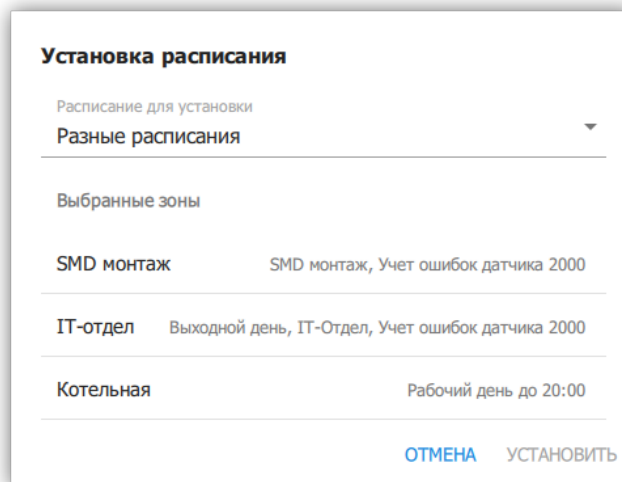 Установка расписания
Расписание для установки
Разные расписания
Выбранные зоны
SMD монтаж SMD монтаж, Учет ошибок датчика 2000
IT-отдел Выходной день, IT-Отдел, Учет ошибок датчика 2000
Котельная Рабочий день до 20:00
ОТМЕНА УСТАНОВИТЬ